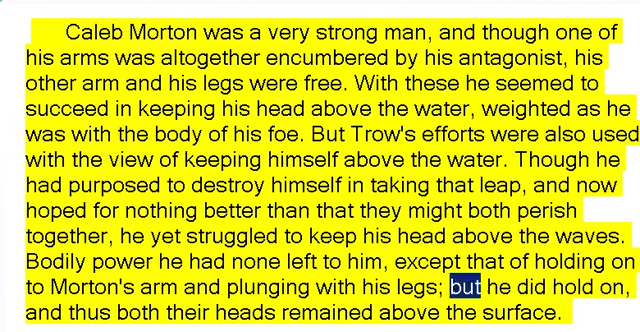 Caleb Morton was a very strong man, and though one of
his arms was altogether encumbered by his antagonist, his
other arm and his legs were free. With these he seemed to
succeed in keeping his head above the water, weighted as he
was with the body of his foe. But Trow's efforts were also used
with the view of keeping himself above the water. Though he
had purposed to destroy himself in taking that leap, and now
hoped for nothing better than that they might both perish
together, he yet struggled to keep his head above the waves.
Bodily power he had none left to him, except that of holding on
to Morton's arm and plunging with his legs; but he did hold on,
and thus both their heads remained above the surface.